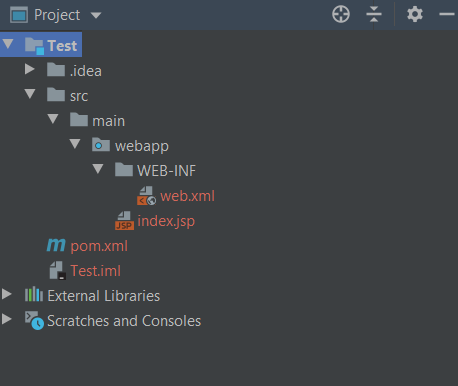 Project
Test
.idea
src
main
webapp
WEB-INF
web.xml
JSP index.jsp
m pom.xml
Test.iml
External Libraries
Scratches and Consoles